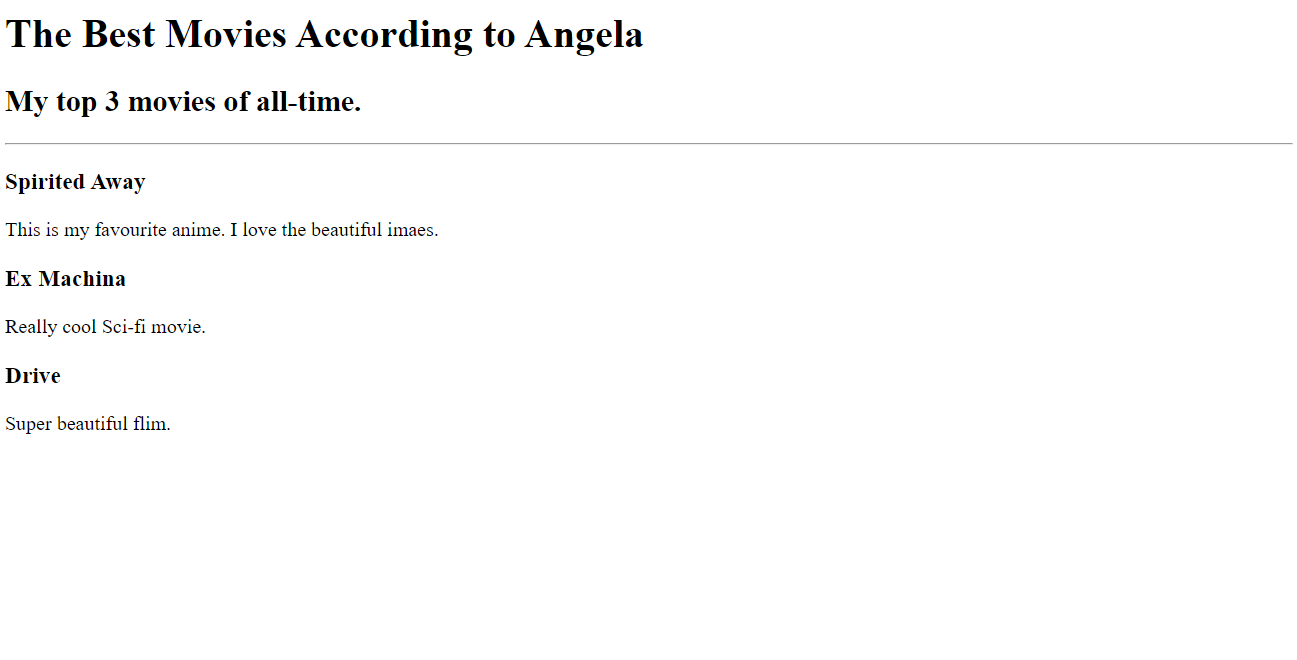 The Best Movies According to Angela
My top 3 movies of all-time.
Spirited Away
This is my favourite anime. I love the beautiful imaes.
Ex Machina
Really cool Sci-fi movie.
Drive
Super beautiful flim.